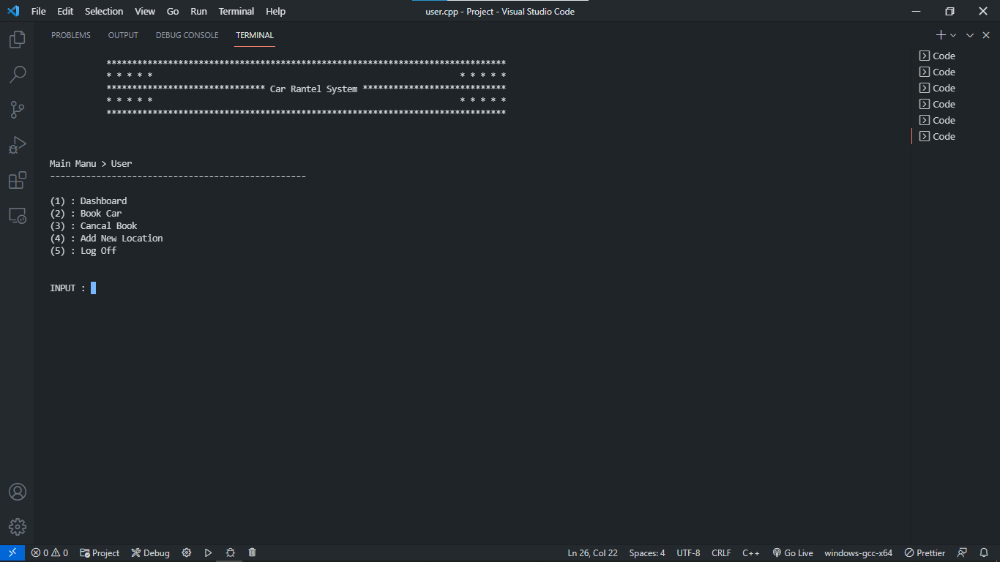 File Edit Selection View Go Run Terminal Help user.cpp - Project - Visual Studio Code
PROBLEMS OUTPUT DEBUG CONSOLE TERMINAL
******************************************************************************
* * * * * * * * * *
******************************* Car Rantel System ****************************
* * * * * * * * * *
******************************************************************************
Main Manu > User
--------------------------------------------------
(1) : Dashboard
(2) : Book Car
(3) : Cancal Book
(4) : Add New Location
(5) : Log Off
INPUT :
Code
Code
Code
Code
Code
Code
0 0 Project Debug Ln 26, Col 22 Spaces: 4 UTF-8 CRLF C++ Go Live windows-gcc-x64 Prettier